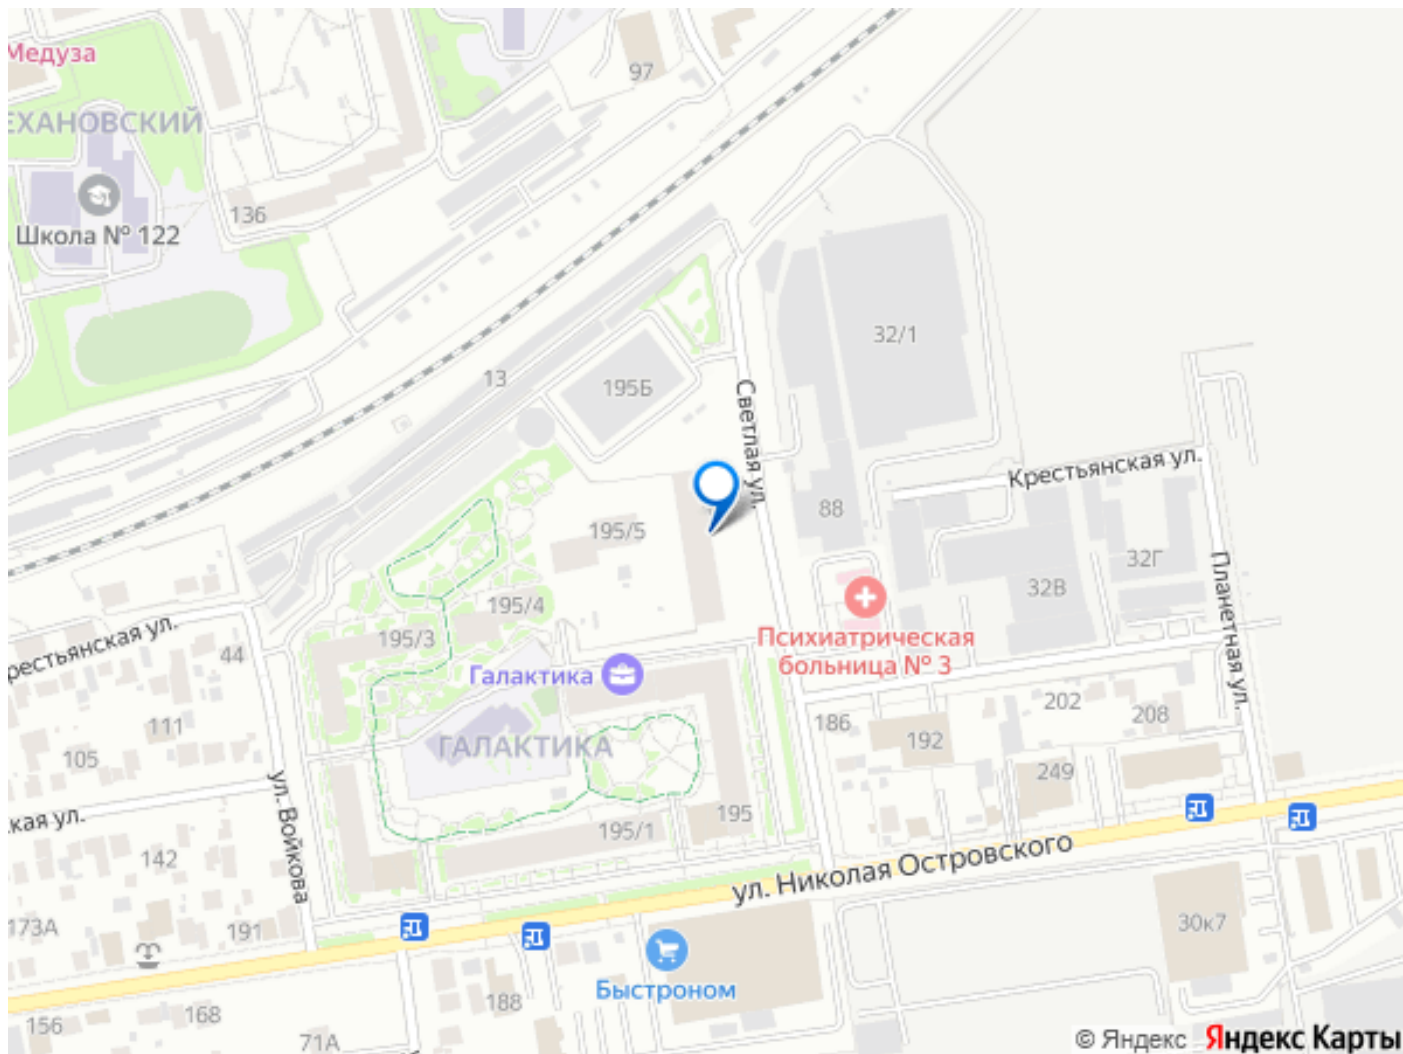 Медуза
97
ЕХАНОВСКИЙ
136
Школа № 122
32/1
13
195Б
Светлая ул.
Крестьянская ул.
88
195/5
32Г
32В
Планетная ул.
195/4
195/3
рестьянская ул.
44
Психиатрическая
больница № 3
Галактика
202
208
186
192
111
105
ГАЛАКТИКА
249
ул. Войкова
195
195/1
кая ул.
142
ул. Николая Островского
173А
191
30к7
Быстроном
188
168
156
71А
© Яндекс Яндекс Карты